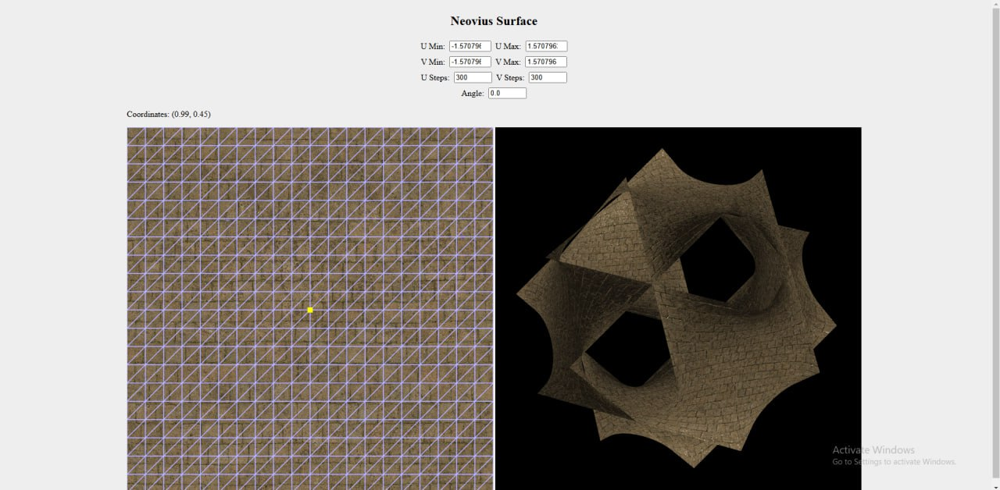 Neovius Surface
U Min: -1.570796 U Max: 1.570796
V Min: -1.570796 V Max: 1.570796
U Steps: 300 V Steps: 300
Angle: 0.0
Coordinates: (0.99, 0.45)
Activate Windows
Go to Settings to activate Windows.